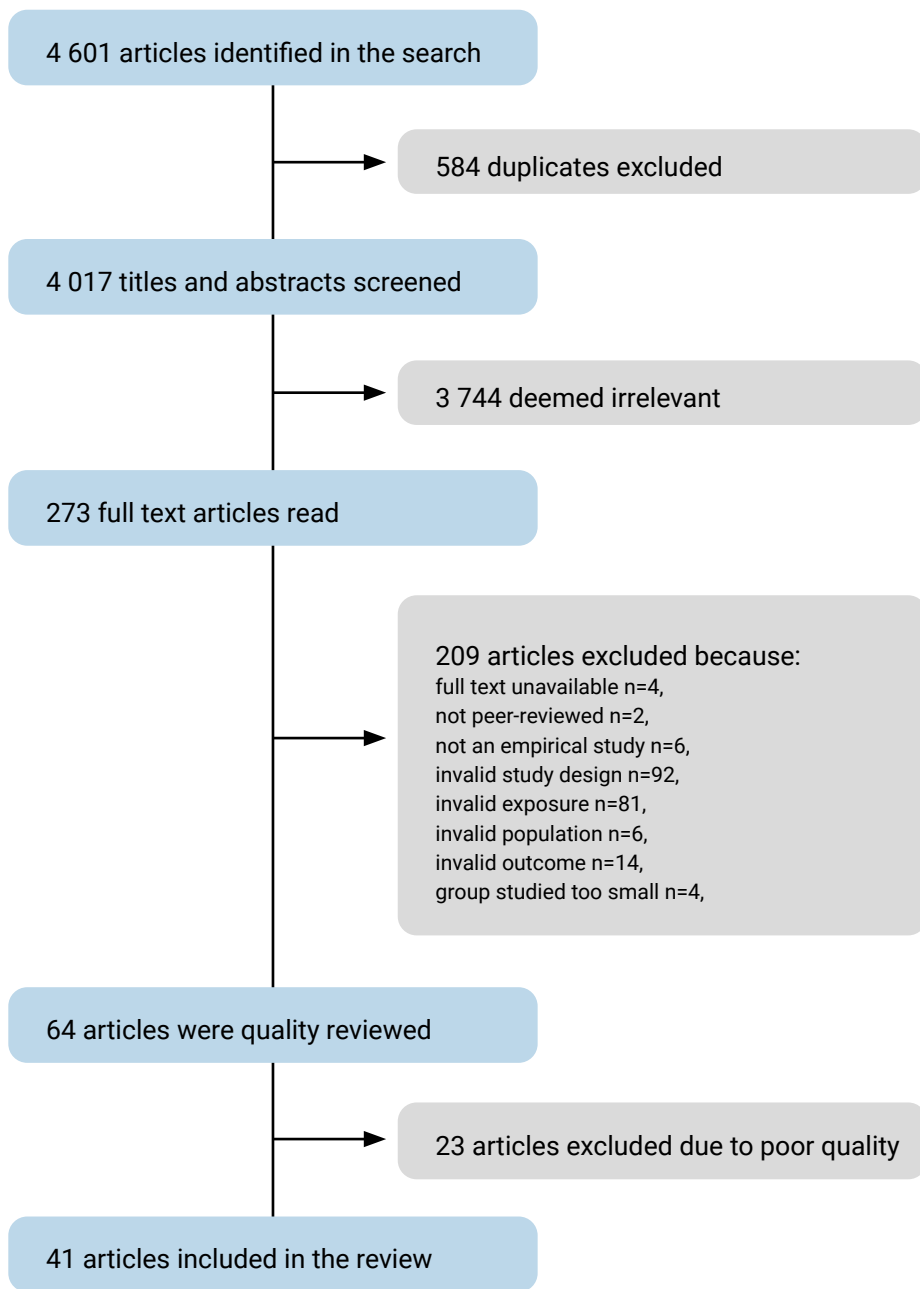 4 601 articles identified in the search
584 duplicates excluded
4 017 titles and abstracts screened
3 744 deemed irrelevant
273 full text articles read
209 articles excluded because:
full text unavailable n=4,
not peer-reviewed n=2,
not an empirical study n=6,
invalid study design n=92,
invalid exposure n=81,
invalid population n=6,
invalid outcome n=14,
group studied too small n=4,
64 articles were quality reviewed
23 articles excluded due to poor quality
41 articles included in the review